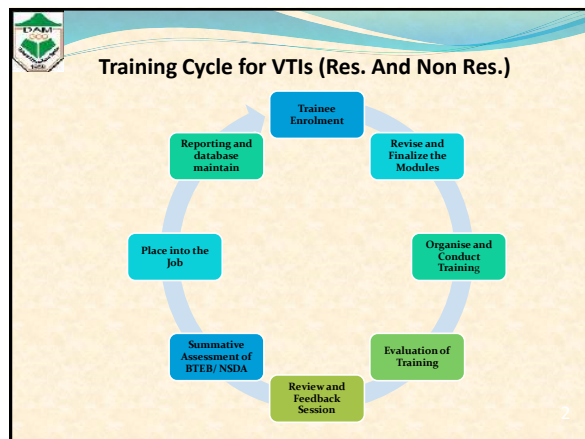 DAM
1958
Training Cycle for VTIs (Res. And Non Res.)
Trainee
Enrolment
Revise and
Finalize the
Modules
Organise and
Conduct
Training
Evaluation of
Training
Review and
Feedback
Session
Summative
Assessment of
BTEB/ NSDA
Place into the
Job
Reporting and
database
maintain
2